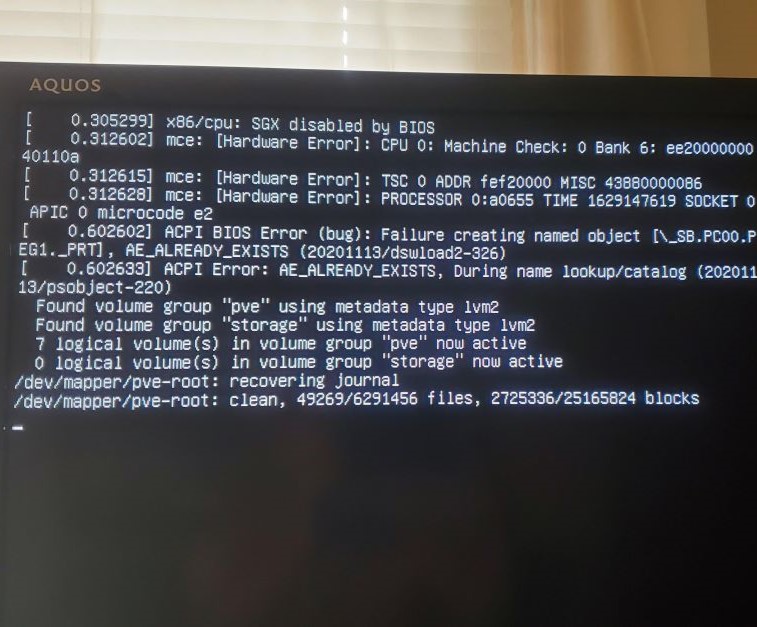 AQUOS
[    0.305299] x86/cpu: SGX disabled by BIOS
[    0.312602] mce: [Hardware Error]: CPU 0: Machine Check: 0 Bank 6: ee20000000
40110a
[    0.312615] mce: [Hardware Error]: TSC 0 ADDR fef20000 MISC 43880000086
[    0.312628] mce: [Hardware Error]: PROCESSOR 0:a0655 TIME 1629147619 SOCKET 0
APIC 0 microcode e2
[    0.602602] ACPI BIOS Error (bug): Failure creating named object [\_SB.PC00.P
EG1._PRT], AE_ALREADY_EXISTS (20201113/dswload2-326)
[    0.602633] ACPI Error: AE_ALREADY_EXISTS, During name lookup/catalog (202011
13/psobject-220)
Found volume group "pve" using metadata type lvm2
Found volume group "storage" using metadata type lvm2
7 logical volume(s) in volume group "pve" now active
0 logical volume(s) in volume group "storage" now active
/dev/mapper/pve-root: recovering journal
/dev/mapper/pve-root: clean, 49269/6291456 files, 2725336/25165824 blocks